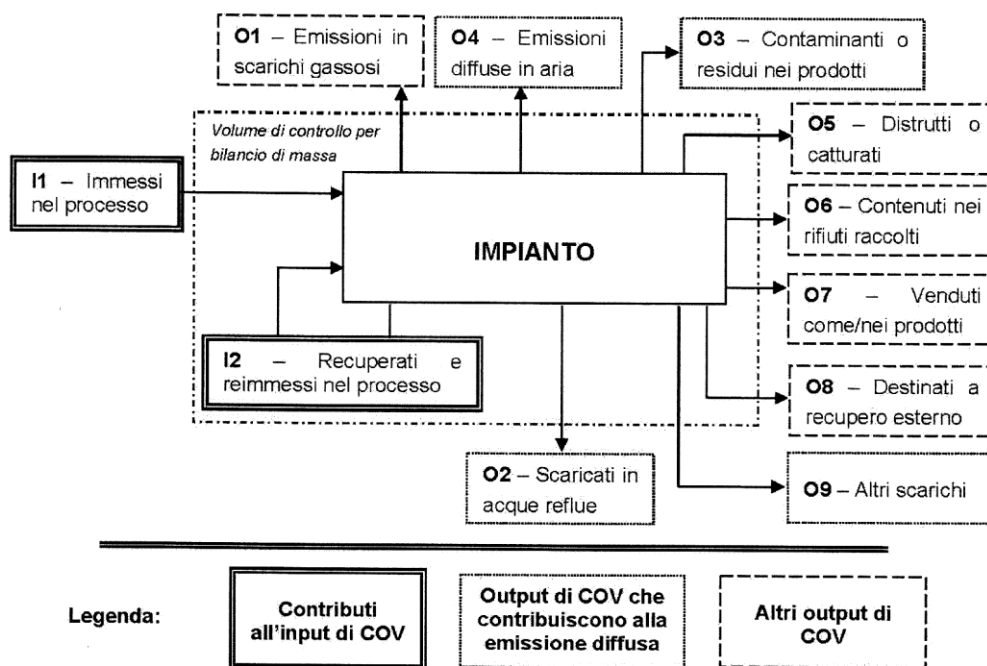 O1 – Emissioni in
scarichi gassosi
O4 – Emissioni
diffuse in aria
O3 – Contaminanti o
residui nei prodotti
Volume di controllo per
bilancio di massa
O5 – Distrutti o
catturati
I1 – Immessi
nel processo
O6 – Contenuti nei
rifiuti raccolti
IMPIANTO
O7 – Venduti
come/nei prodotti
I2 – Recuperati e
reimmessi nel processo
O8 – Destinati a
recupero esterno
O2 – Scaricati in
acque reflue
O9 – Altri scarichi
Legenda:
Contributi
all'input di COV
Output di COV che
contribuiscono alla
emissione diffusa
Altri output di
COV